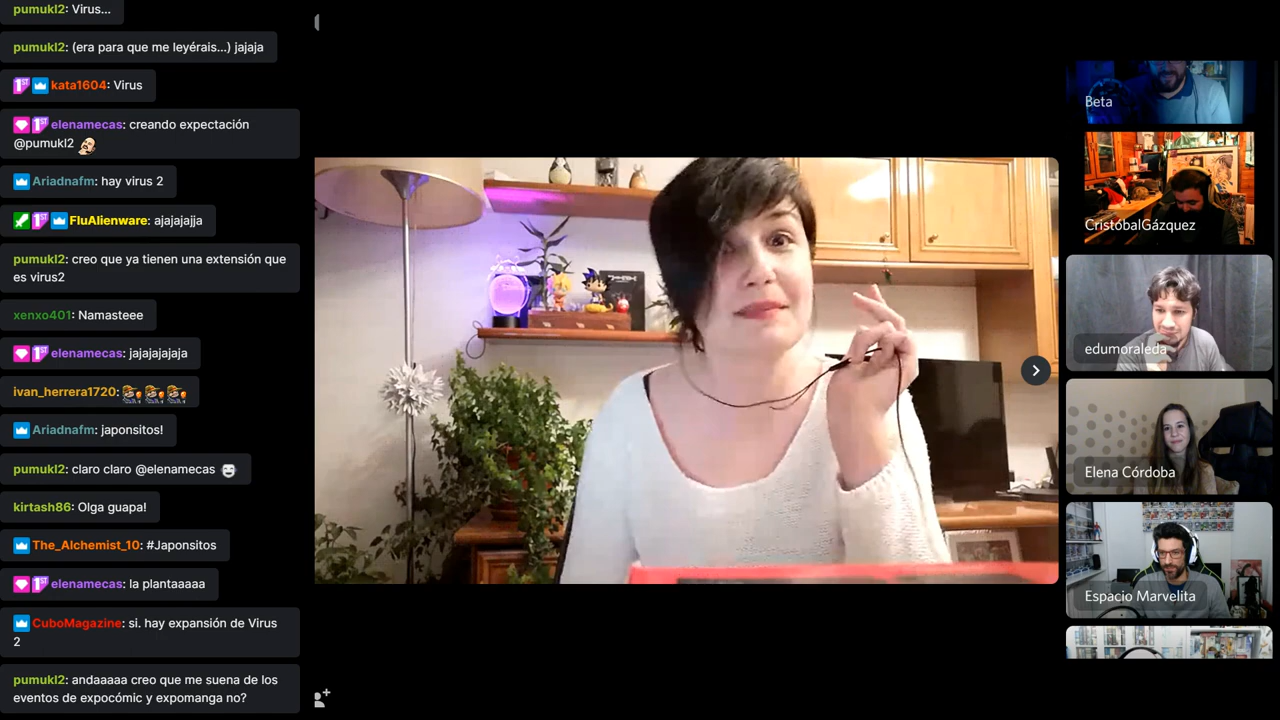 pumukl2: Virus...
pumukl2: (era para que me leyérais...) jajaja
kata1604: Virus
elenamecas: creando expectación
@pumukl2
Ariadnafm: hay virus 2
FluAlienware: ajajajajja
pumukl2: creo que ya tienen una extensión que
es virus2
xenxo401: Namasteee
elenamecas: jajajajajaja
ivan_herrera1720:
Ariadnafm: japonsitos!
pumukl2: claro claro @elenamecas
kirtash86: Olga guapa!
The_Alchemist_10: #Japonsitos
elenamecas: la plantaaaaa
CuboMagazine: si. hay expansión de Virus
2
pumukl2: andaaaaa creo que me suena de los
eventos de expocómic y expomanga no?
Beta
CristóbalGázquez
edumoraleda
Elena Córdoba
Espacio Marvelita